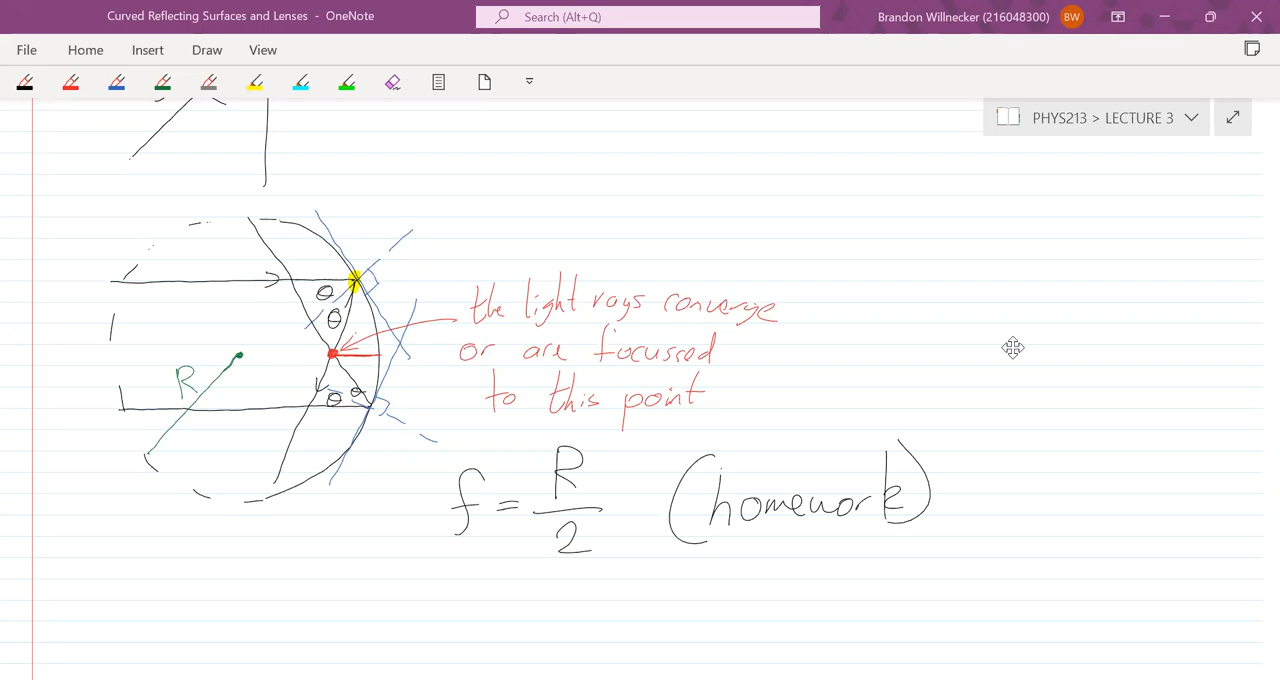 Curved Reflecting Surfaces and Lenses - OneNote
Search (Alt+Q)
Brandon Willnecker (216048300)
BW
File Home Insert Draw View
PHYS213 > LECTURE 3
θ
θ
R
θ θ
the light rays converge
or are focussed
to this point
f = R/2 (homework)